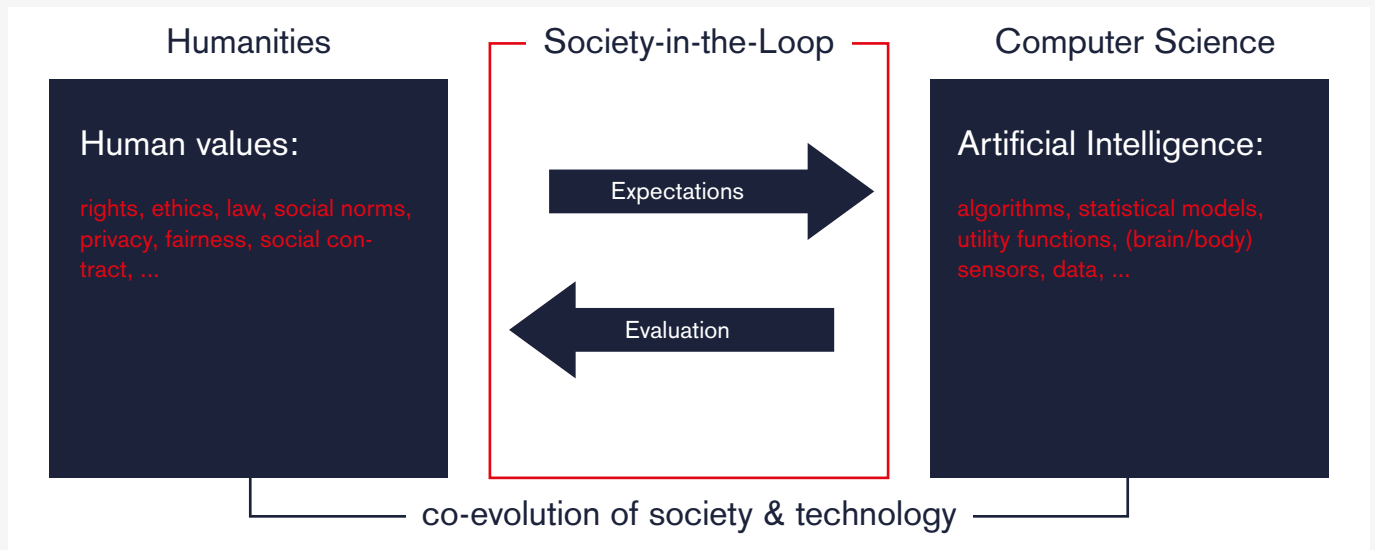 Humanities
Society-in-the-Loop
Computer Science
Human values:
rights, ethics, law, social norms,
privacy, fairness, social con-
tract, ...
Expectations
Evaluation
Artificial Intelligence:
algorithms, statistical models,
utility functions, (brain/body)
sensors, data, ...
co-evolution of society & technology